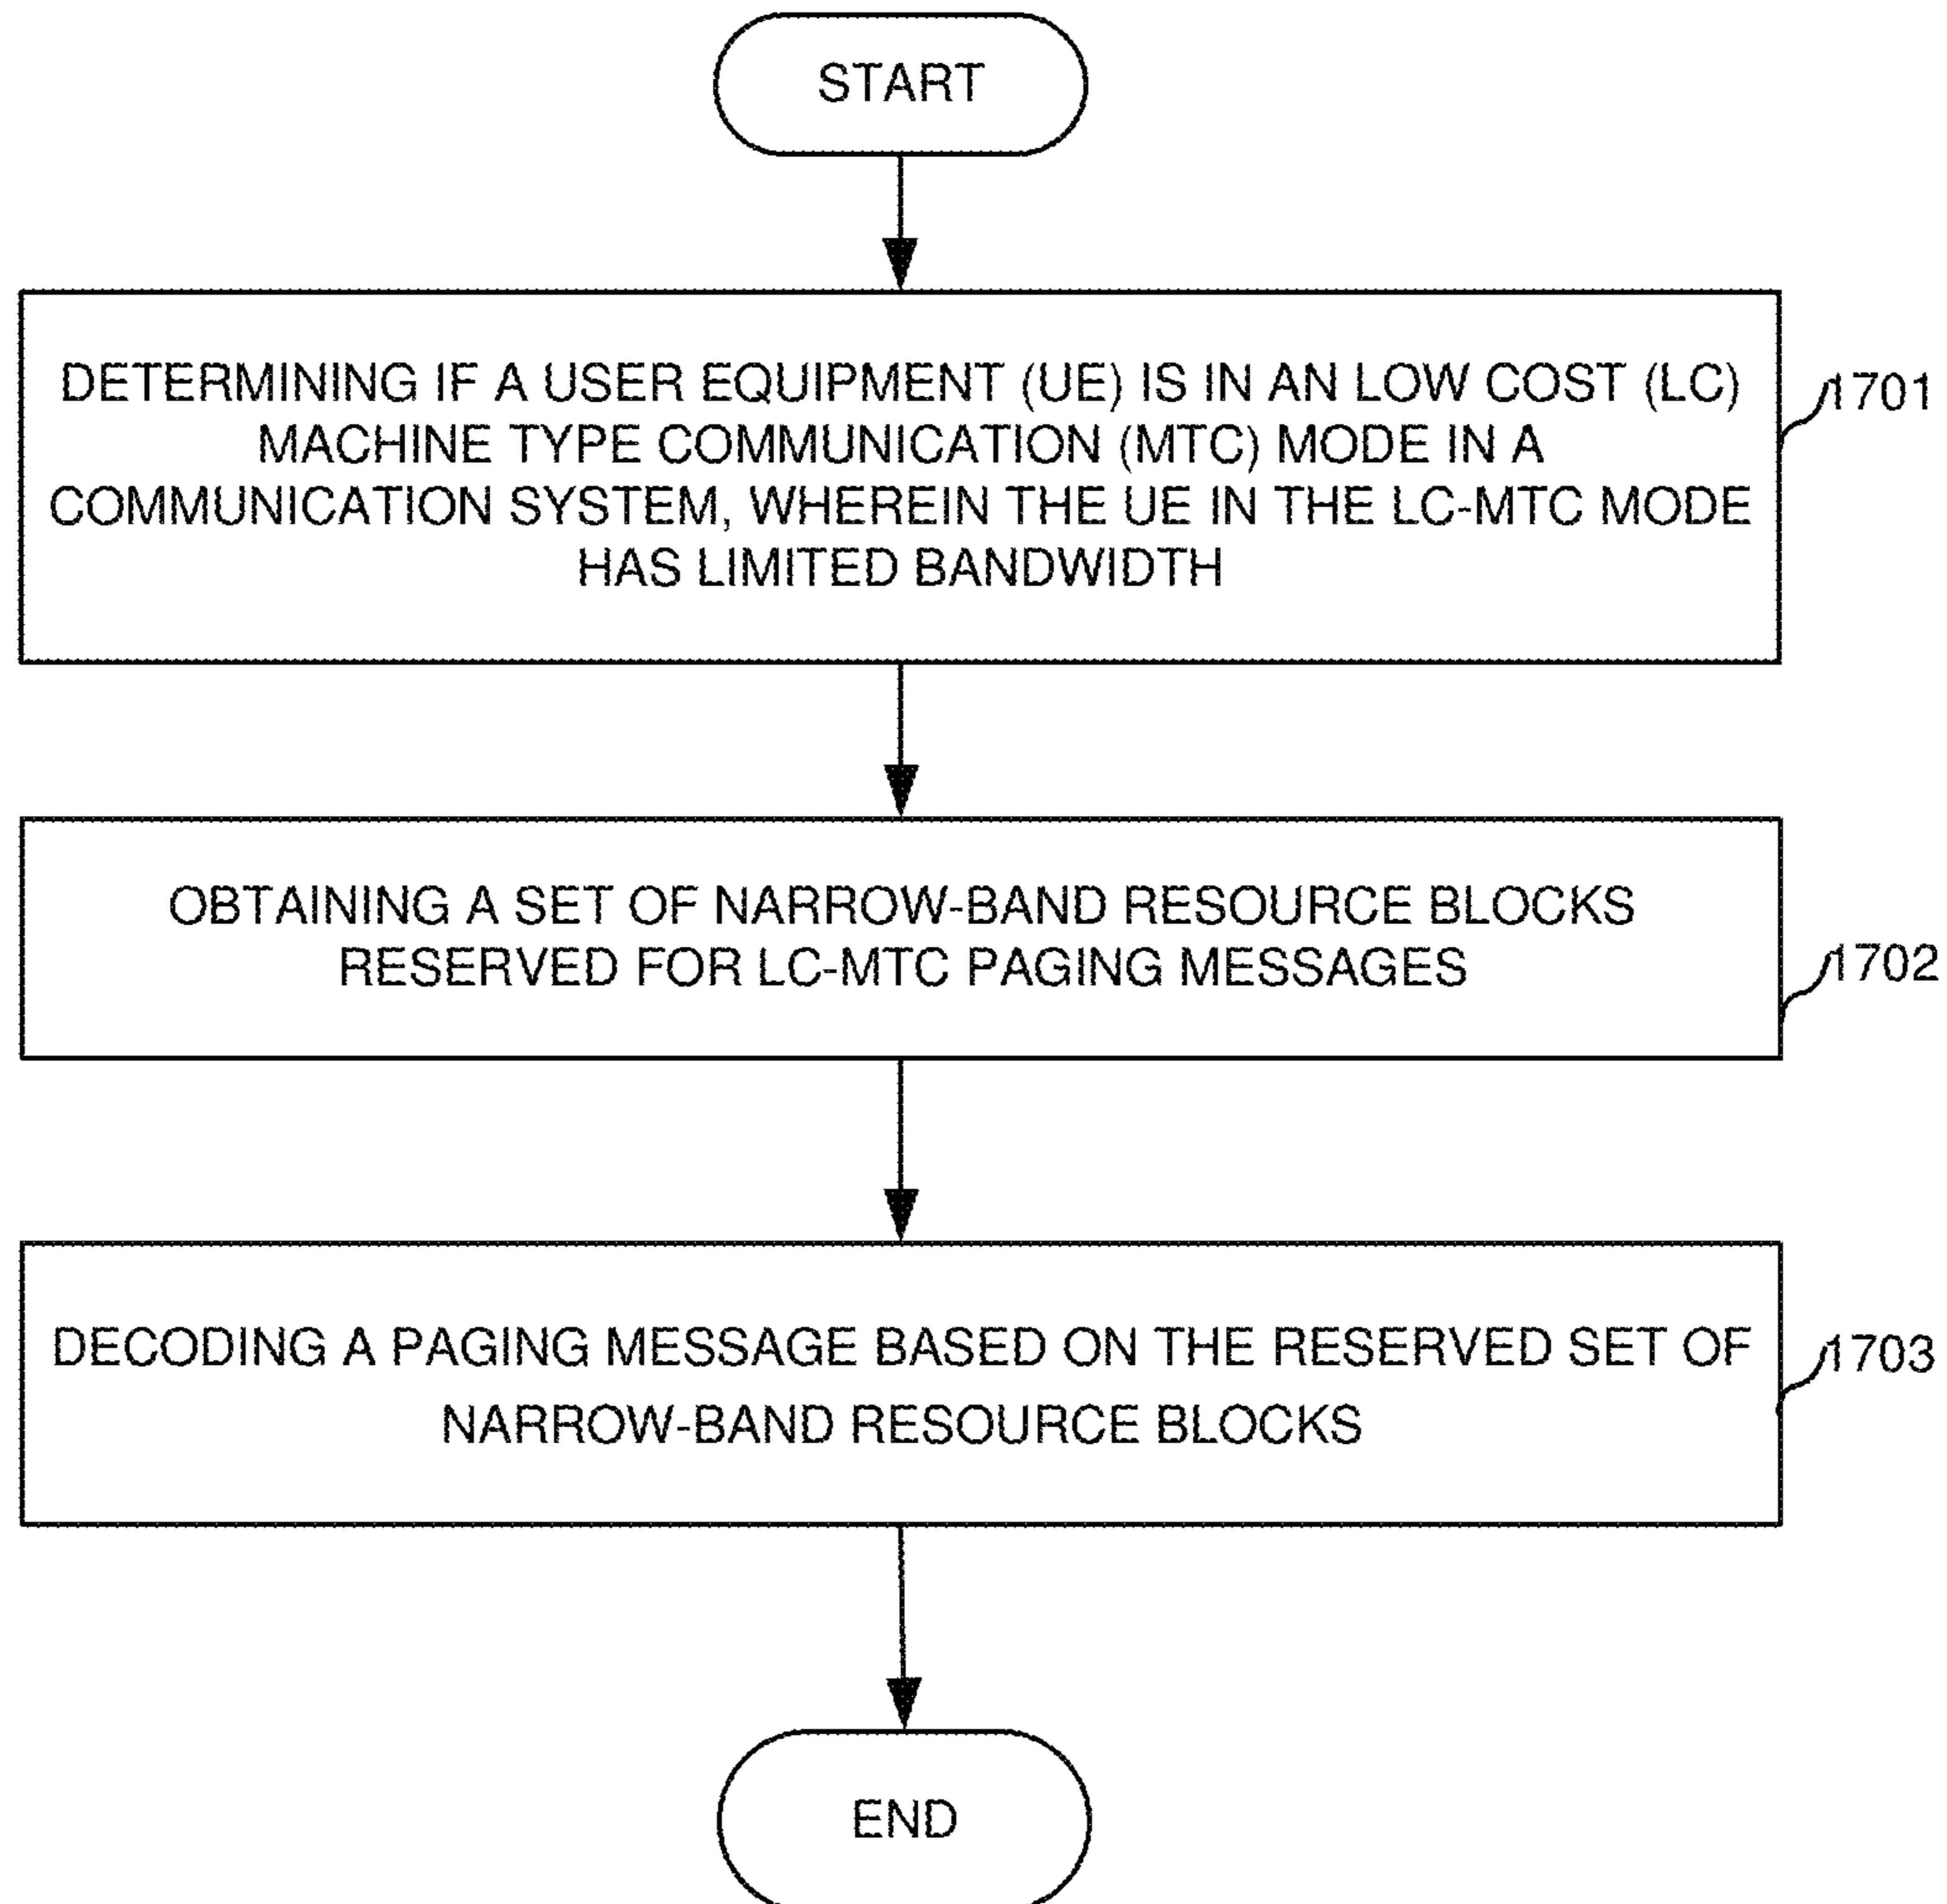 START
DETERMINING IF A USER EQUIPMENT (UE) IS IN AN LOW COST (LC)
MACHINE TYPE COMMUNICATION (MTC) MODE IN A
COMMUNICATION SYSTEM, WHEREIN THE UE IN THE LC-MTC MODE
HAS LIMITED BANDWIDTH
1701
OBTAINING A SET OF NARROW-BAND RESOURCE BLOCKS
RESERVED FOR LC-MTC PAGING MESSAGES
1702
DECODING A PAGING MESSAGE BASED ON THE RESERVED SET OF
NARROW-BAND RESOURCE BLOCKS
1703
END